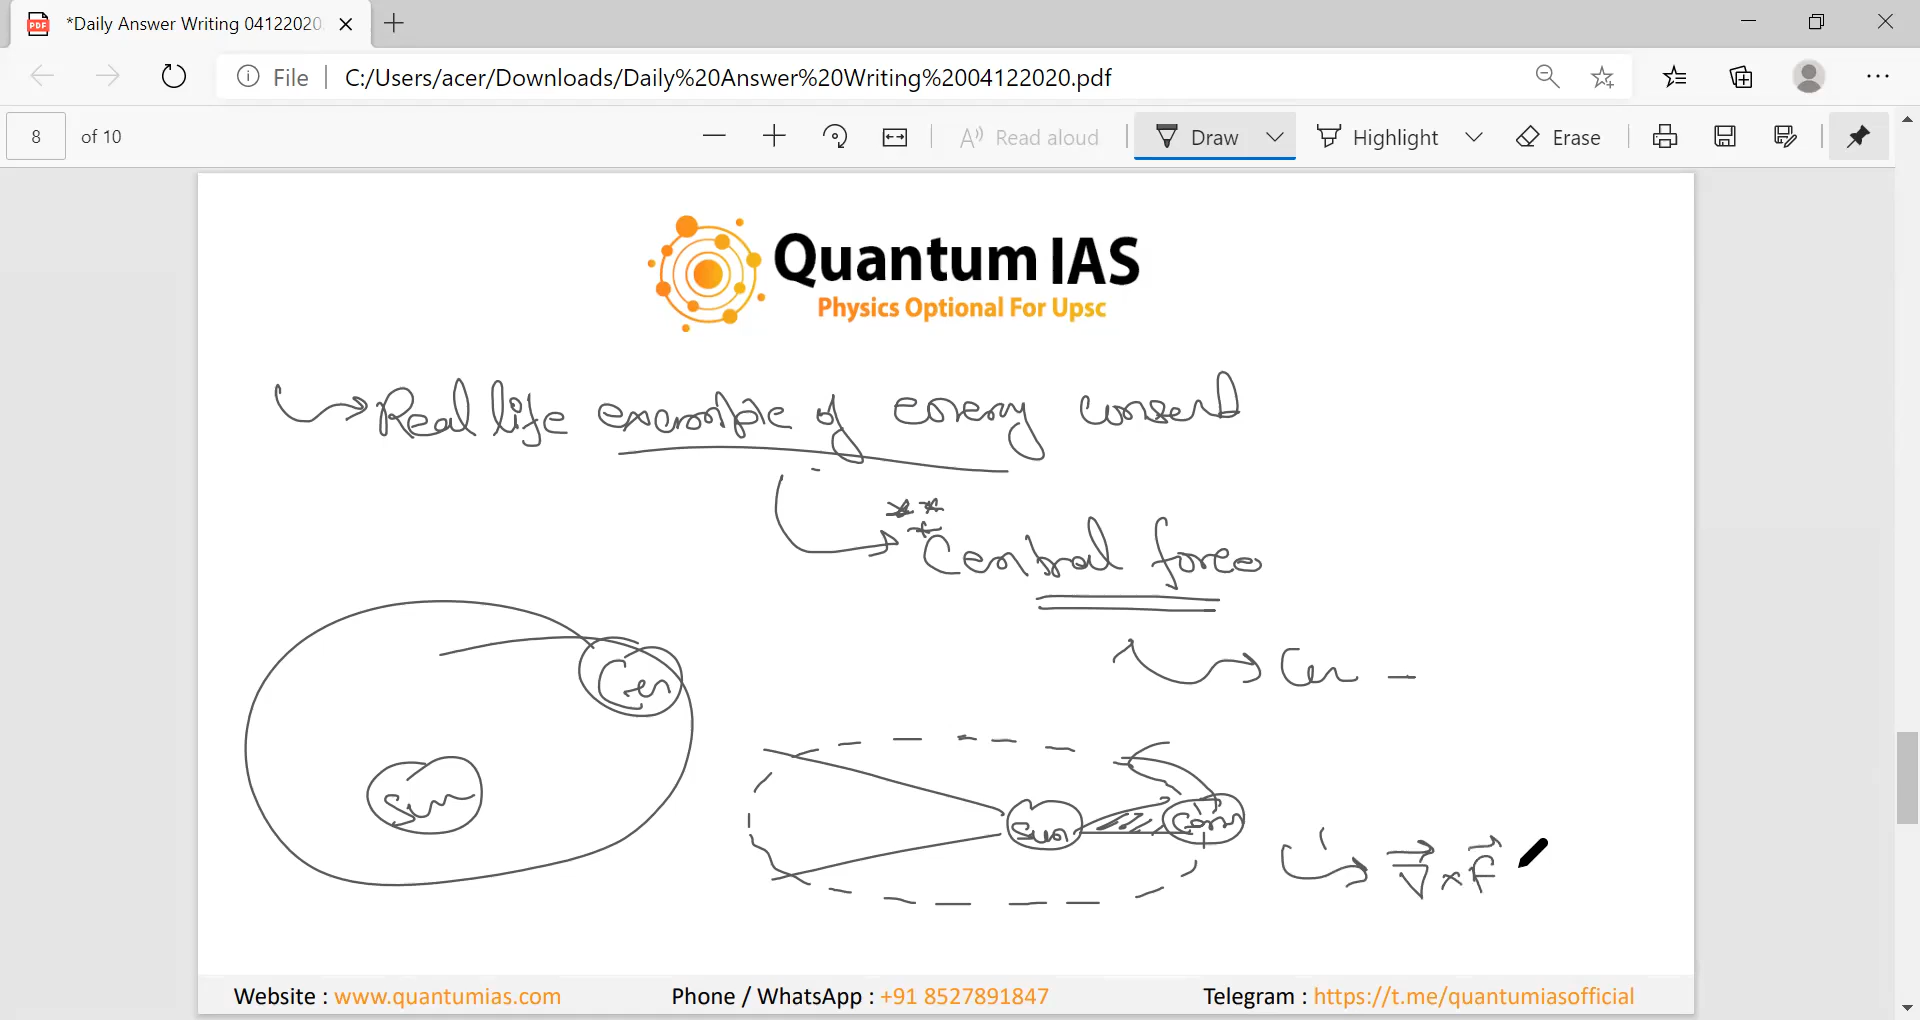 *Daily Answer Writing 04122020.
File | C:/Users/acer/Downloads/Daily%20Answer%20Writing%2004122020.pdf
8 of 10
Read aloud
Draw
Highlight
Erase
Quantum IAS
Physics Optional For Upsc
Real life example of energy conserv
** * Central force
Cen -
Sun
Sun
∇ × F
Website : www.quantumias.com
Phone / WhatsApp : +91 8527891847
Telegram : https://t.me/quantumiasofficial